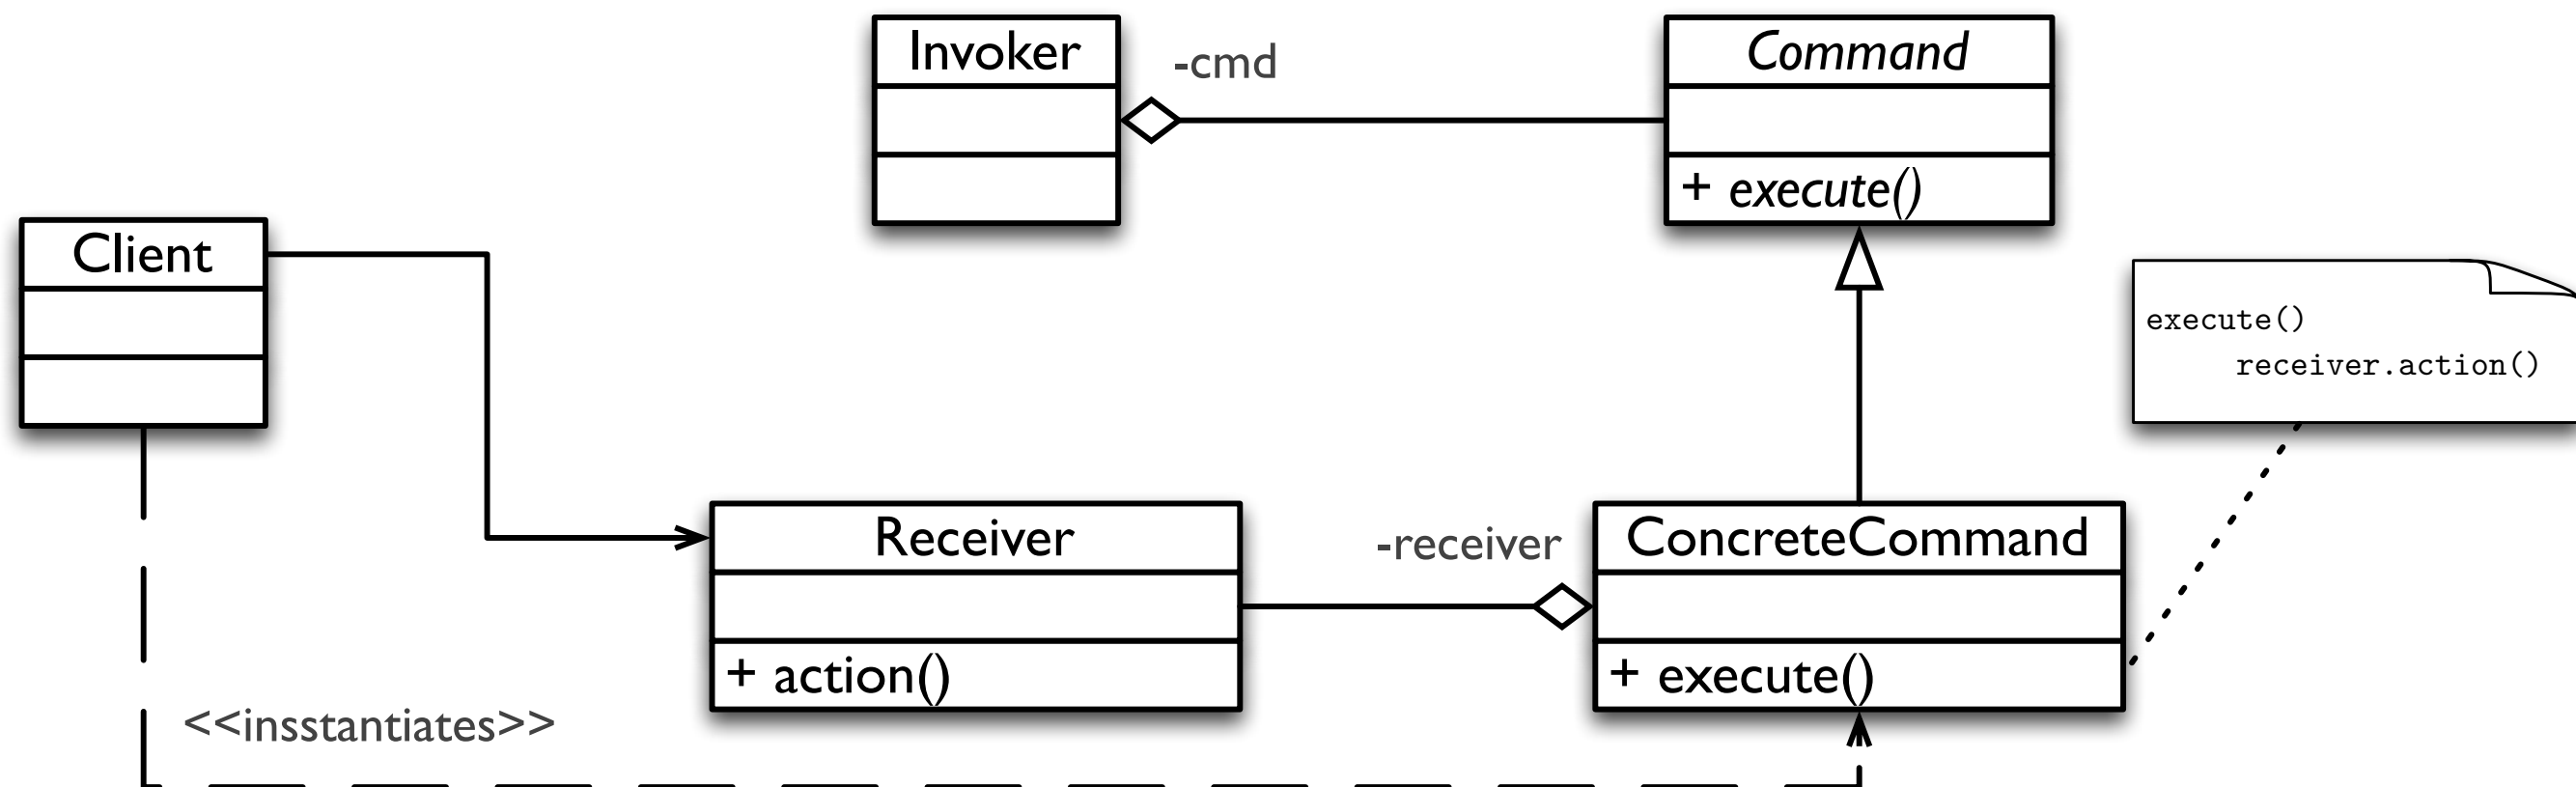 Invoker
-cmd
Command
+ execute()
Client
execute()
receiver.action()
Receiver
-receiver
ConcreteCommand
+ action()
+ execute()
<<insstantiates>>